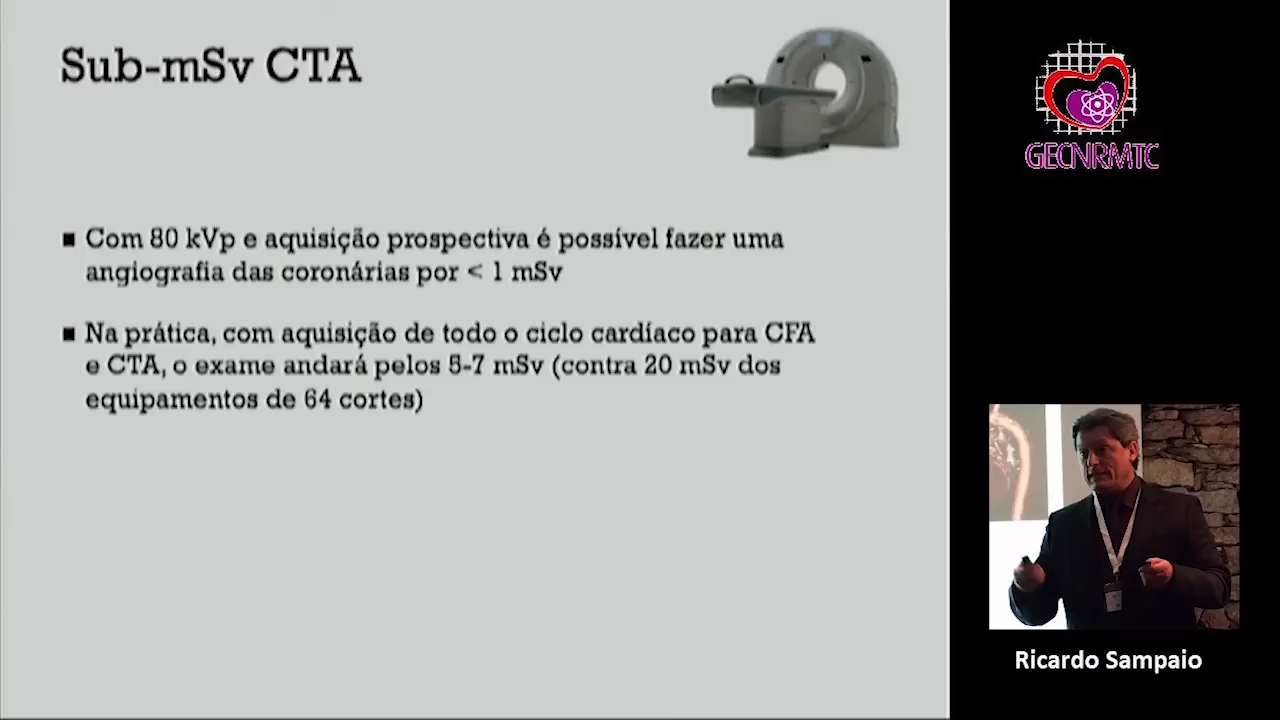 Sub-mSv CTA
GECNRMTC
Com 80 kVp e aquisição prospectiva é possível fazer uma
angiografia das coronárias por < 1 mSv
Na prática, com aquisição de todo o ciclo cardíaco para CFA
e CTA, o exame andará pelos 5-7 mSv (contra 20 mSv dos
equipamentos de 64 cortes)
Ricardo Sampaio